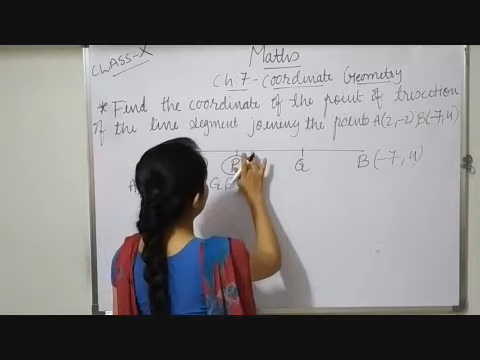 CLASS-X
Maths
Ch 7 - Coordinate Geometry
* Find the coordinate of the point of trisection
of the line segment joining the points A(2, -2) B(-7, 4)
P Q B(-7, 4)
A